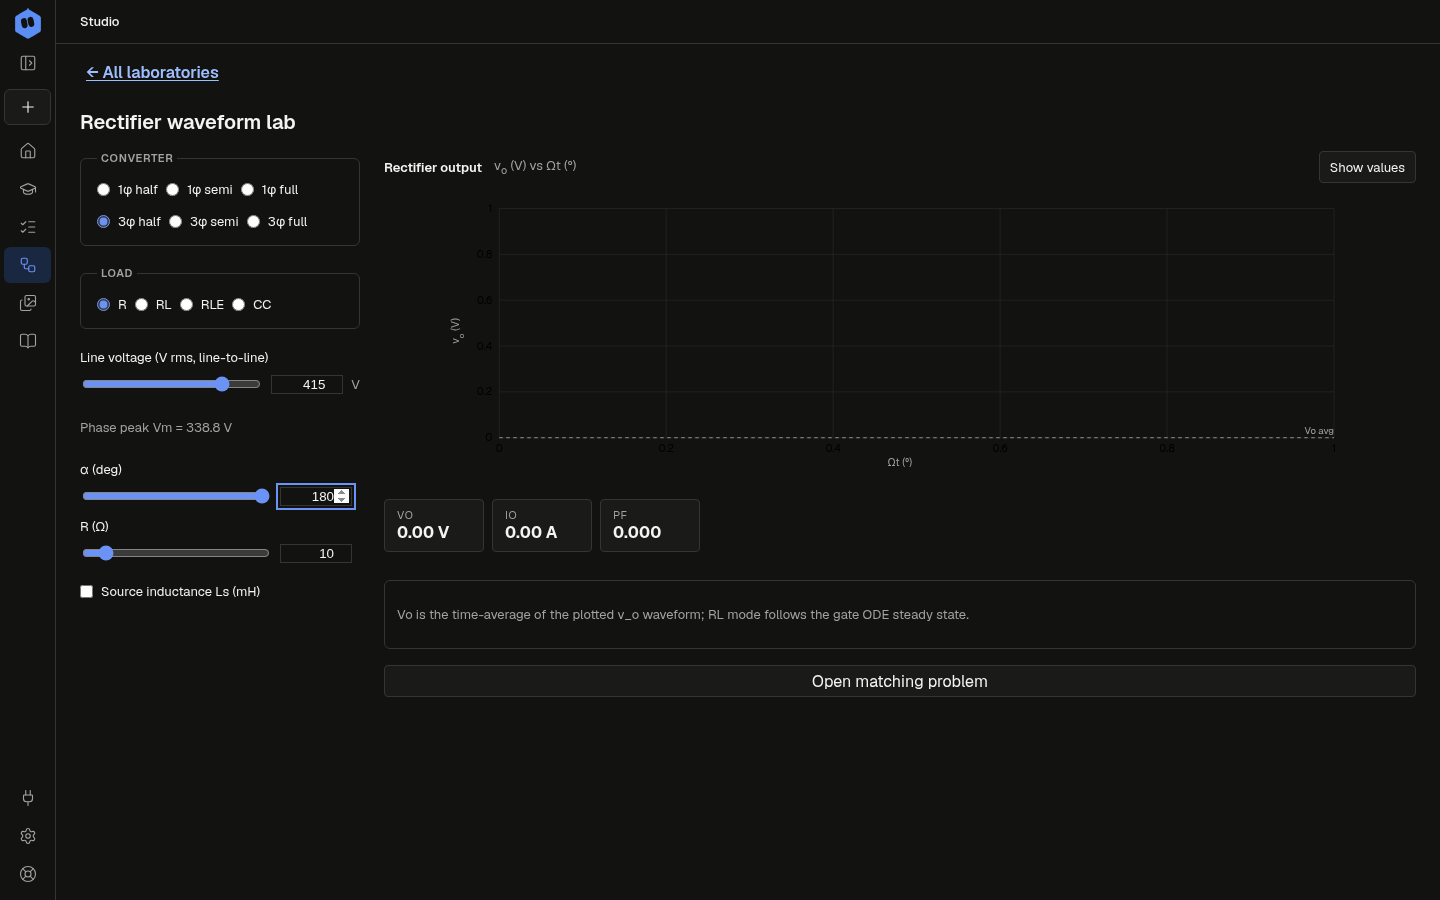 Studio
← All laboratories
Rectifier waveform lab
CONVERTER
1φ half 1φ semi 1φ full
3φ half 3φ semi 3φ full
LOAD
R RL RLE CC
Line voltage (V rms, line-to-line)
415 V
Phase peak Vm = 338.8 V
α (deg)
180
R (Ω)
10
Source inductance Ls (mH)
Rectifier output vo (V) vs Ωt (°)
Show values
1
0.8
0.6
0.4
0.2
0
vo (V)
Vo avg
0 0.2 0.4 0.6 0.8 1
Ωt (°)
VO
0.00 V
IO
0.00 A
PF
0.000
Vo is the time-average of the plotted v_o waveform; RL mode follows the gate ODE steady state.
Open matching problem